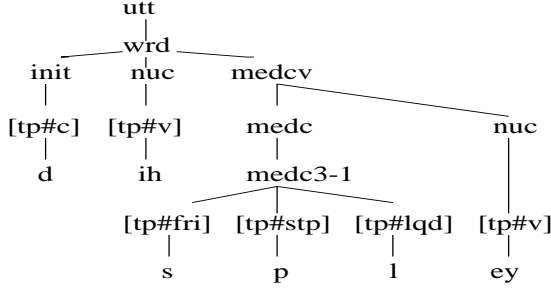 utt
wrd
init nuc medcv
[tp#c] [tp#v] medc nuc
d ih medc3-1
[tp#fri] [tp#stp] [tp#lqd] [tp#v]
s p l ey